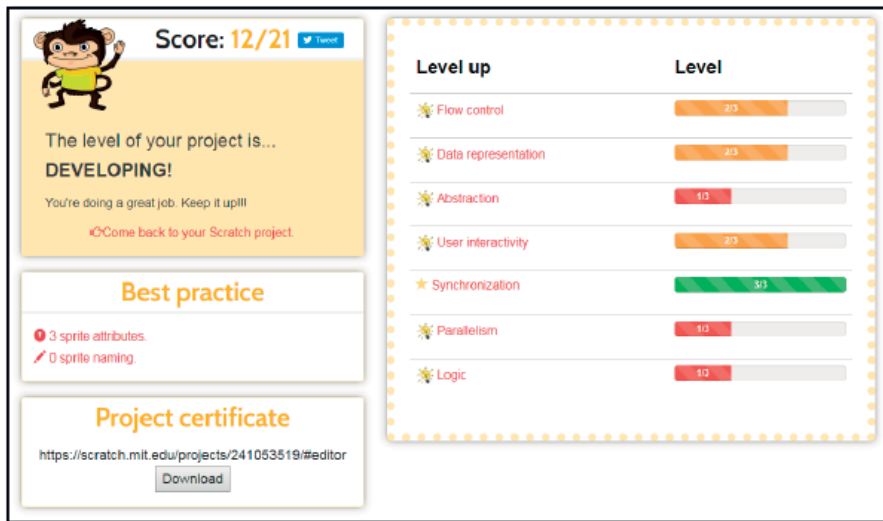 Score: 12/21 Tweet
The level of your project is...
DEVELOPING!
You're doing a great job. Keep it up!!!
Come back to your Scratch project.
Best practice
3 sprite attributes.
0 sprite naming.
Project certificate
https://scratch.mit.edu/projects/241053519/#editor
Download
Level up Level
Flow control 2/3
Data representation 2/3
Abstraction 1/3
User interactivity 2/3
Synchronization 3/3
Parallelism 1/3
Logic 1/3